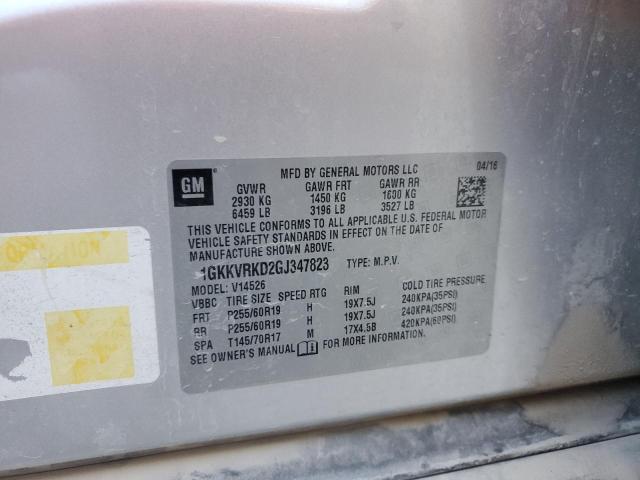 GM
MFD BY GENERAL MOTORS LLC
04/16
GVWR GAWR FRT GAWR RR
2930 KG 1450 KG 1600 KG
6459 LB 3196 LB 3527 LB
THIS VEHICLE CONFORMS TO ALL APPLICABLE U.S. FEDERAL MOTOR
VEHICLE SAFETY STANDARDS IN EFFECT ON THE DATE OF
MANUFACTURE SHOWN ABOVE.
1GKKVRKD2GJ347823 TYPE: M.P.V.
MODEL: V14526
VBBC TIRE SIZE SPEED RTG RIM COLD TIRE PRESSURE
FRT P255/60R19 H 19X7.5J 240KPA(35PSI)
RR P255/60R19 H 19X7.5J 240KPA(35PSI)
SPA T145/70R17 M 17X4.5B 420KPA(60PSI)
SEE OWNER'S MANUAL FOR MORE INFORMATION.